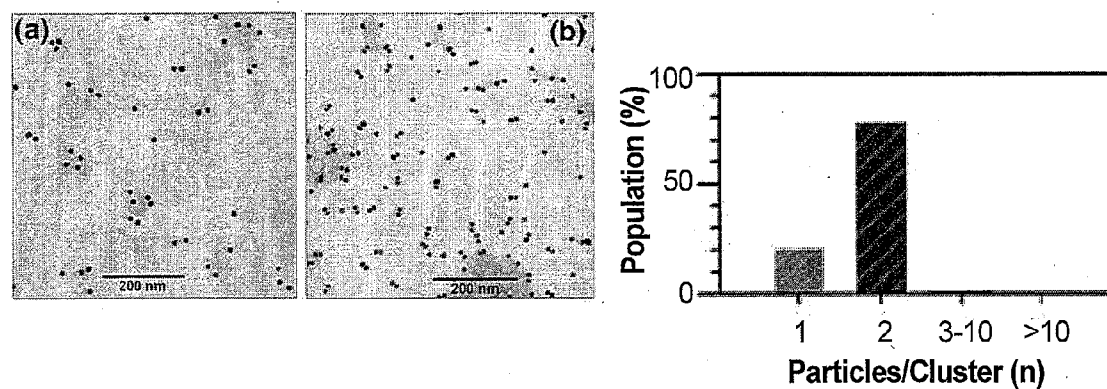 (a)
200 nm
(b)
200 nm
Population (%)
100
50
0
1 2 3-10 >10
Particles/Cluster (n)